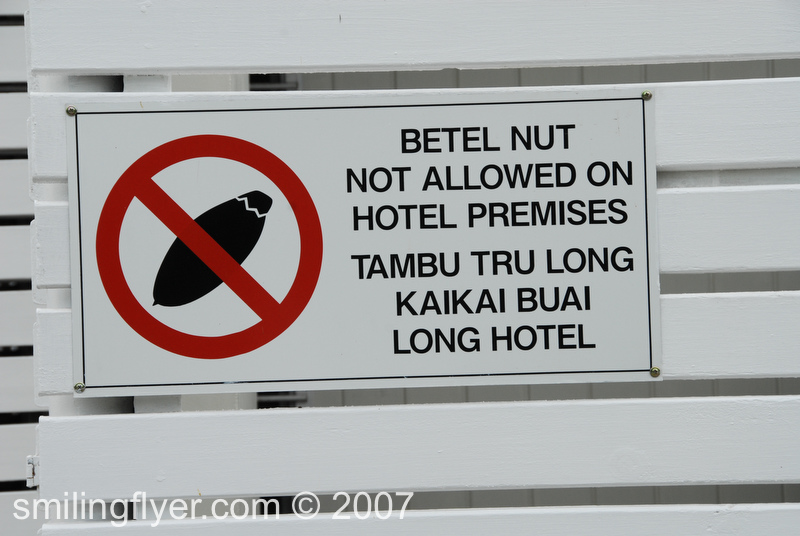 BETEL NUT
NOT ALLOWED ON
HOTEL PREMISES
TAMBU TRU LONG
KAIKAI BUAI
LONG HOTEL
smilingflyer.com © 2007